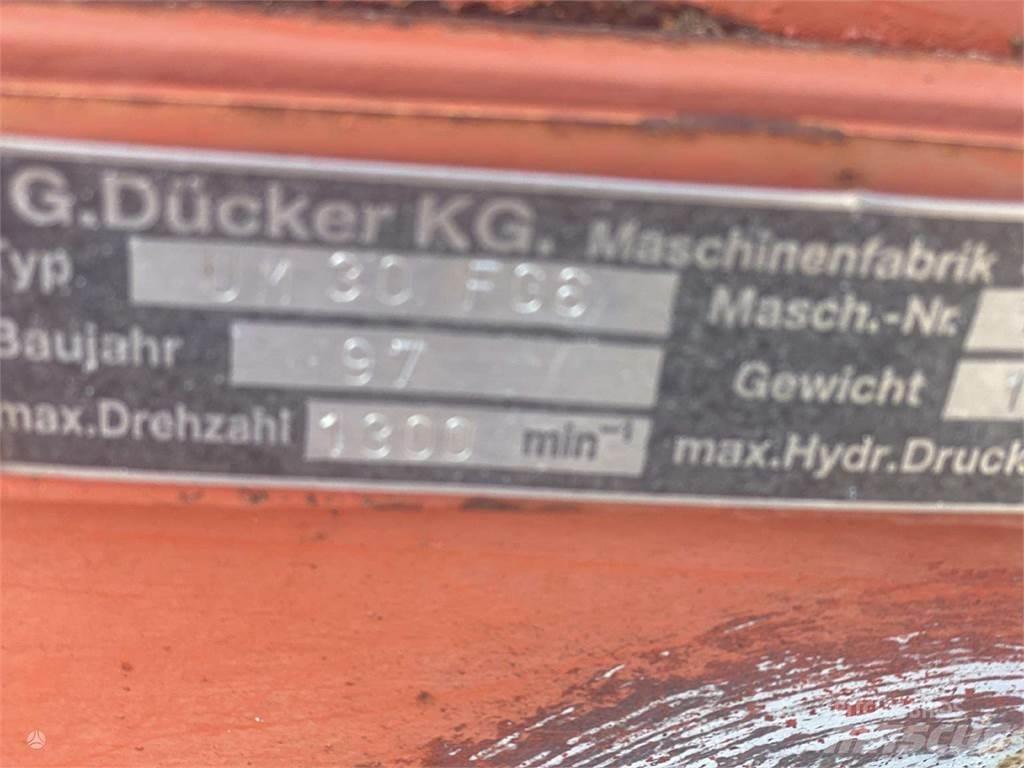 G.Dücker KG. Maschinenfabrik
Typ UM 30 FG6 Masch.-Nr.
Baujahr 97 Gewicht 1
max.Drehzahl 1300 min⁻¹ max.Hydr.Druck